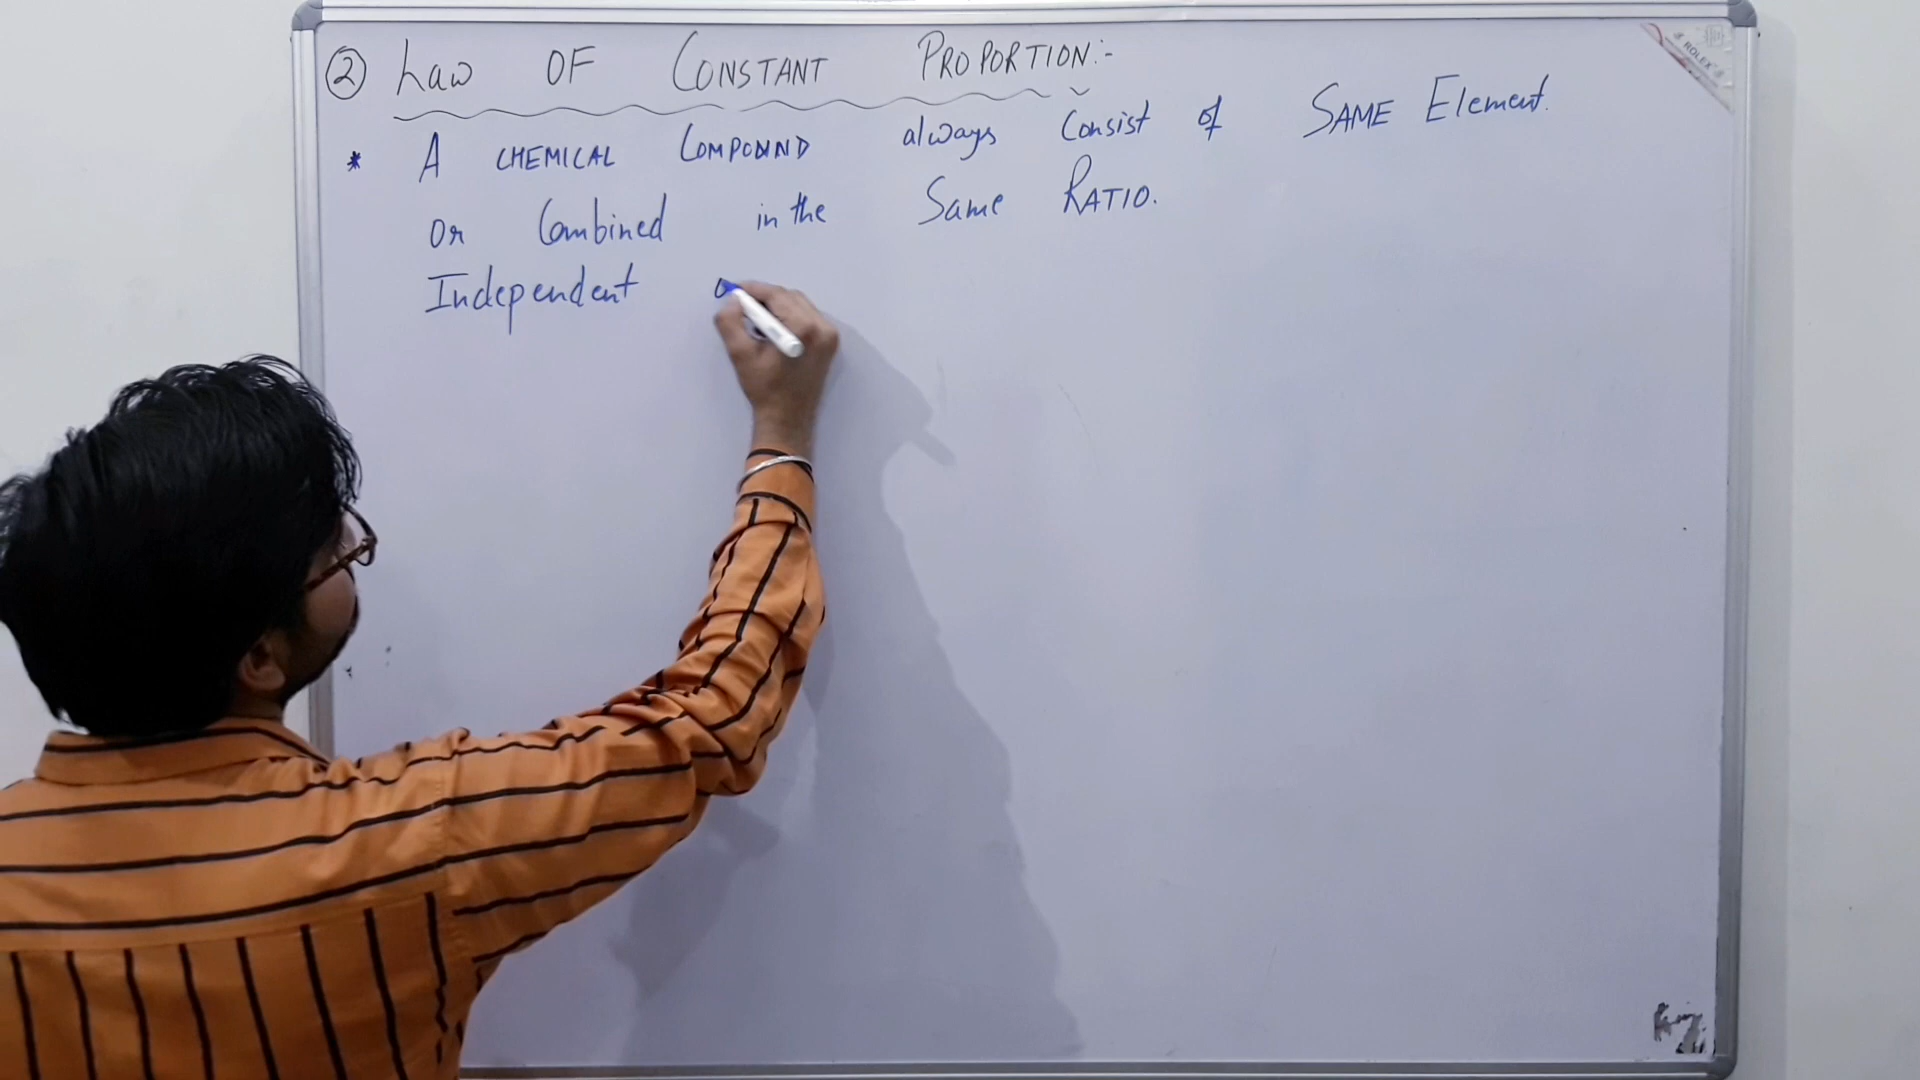 ② Law OF CONSTANT PROPORTION:-
* A CHEMICAL COMPOUND always Consist of SAME Element.
Or Combined in the Same RATIO.
Independent o
ROLEX